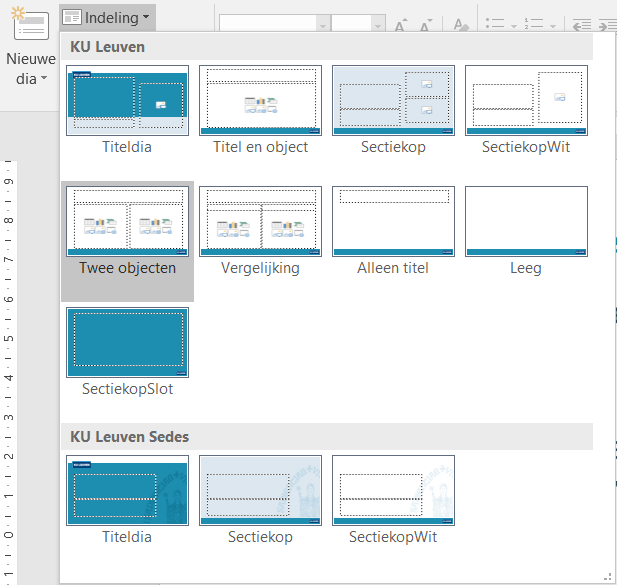 Indeling
Nieuwe
dia
KU Leuven
Titeldia
Titel en object
Sectiekop
SectiekopWit
Twee objecten
Vergelijking
Alleen titel
Leeg
SectiekopSlot
KU Leuven Sedes
Titeldia
Sectiekop
SectiekopWit
9
8
7
6
5
4
3
2
1
0
1